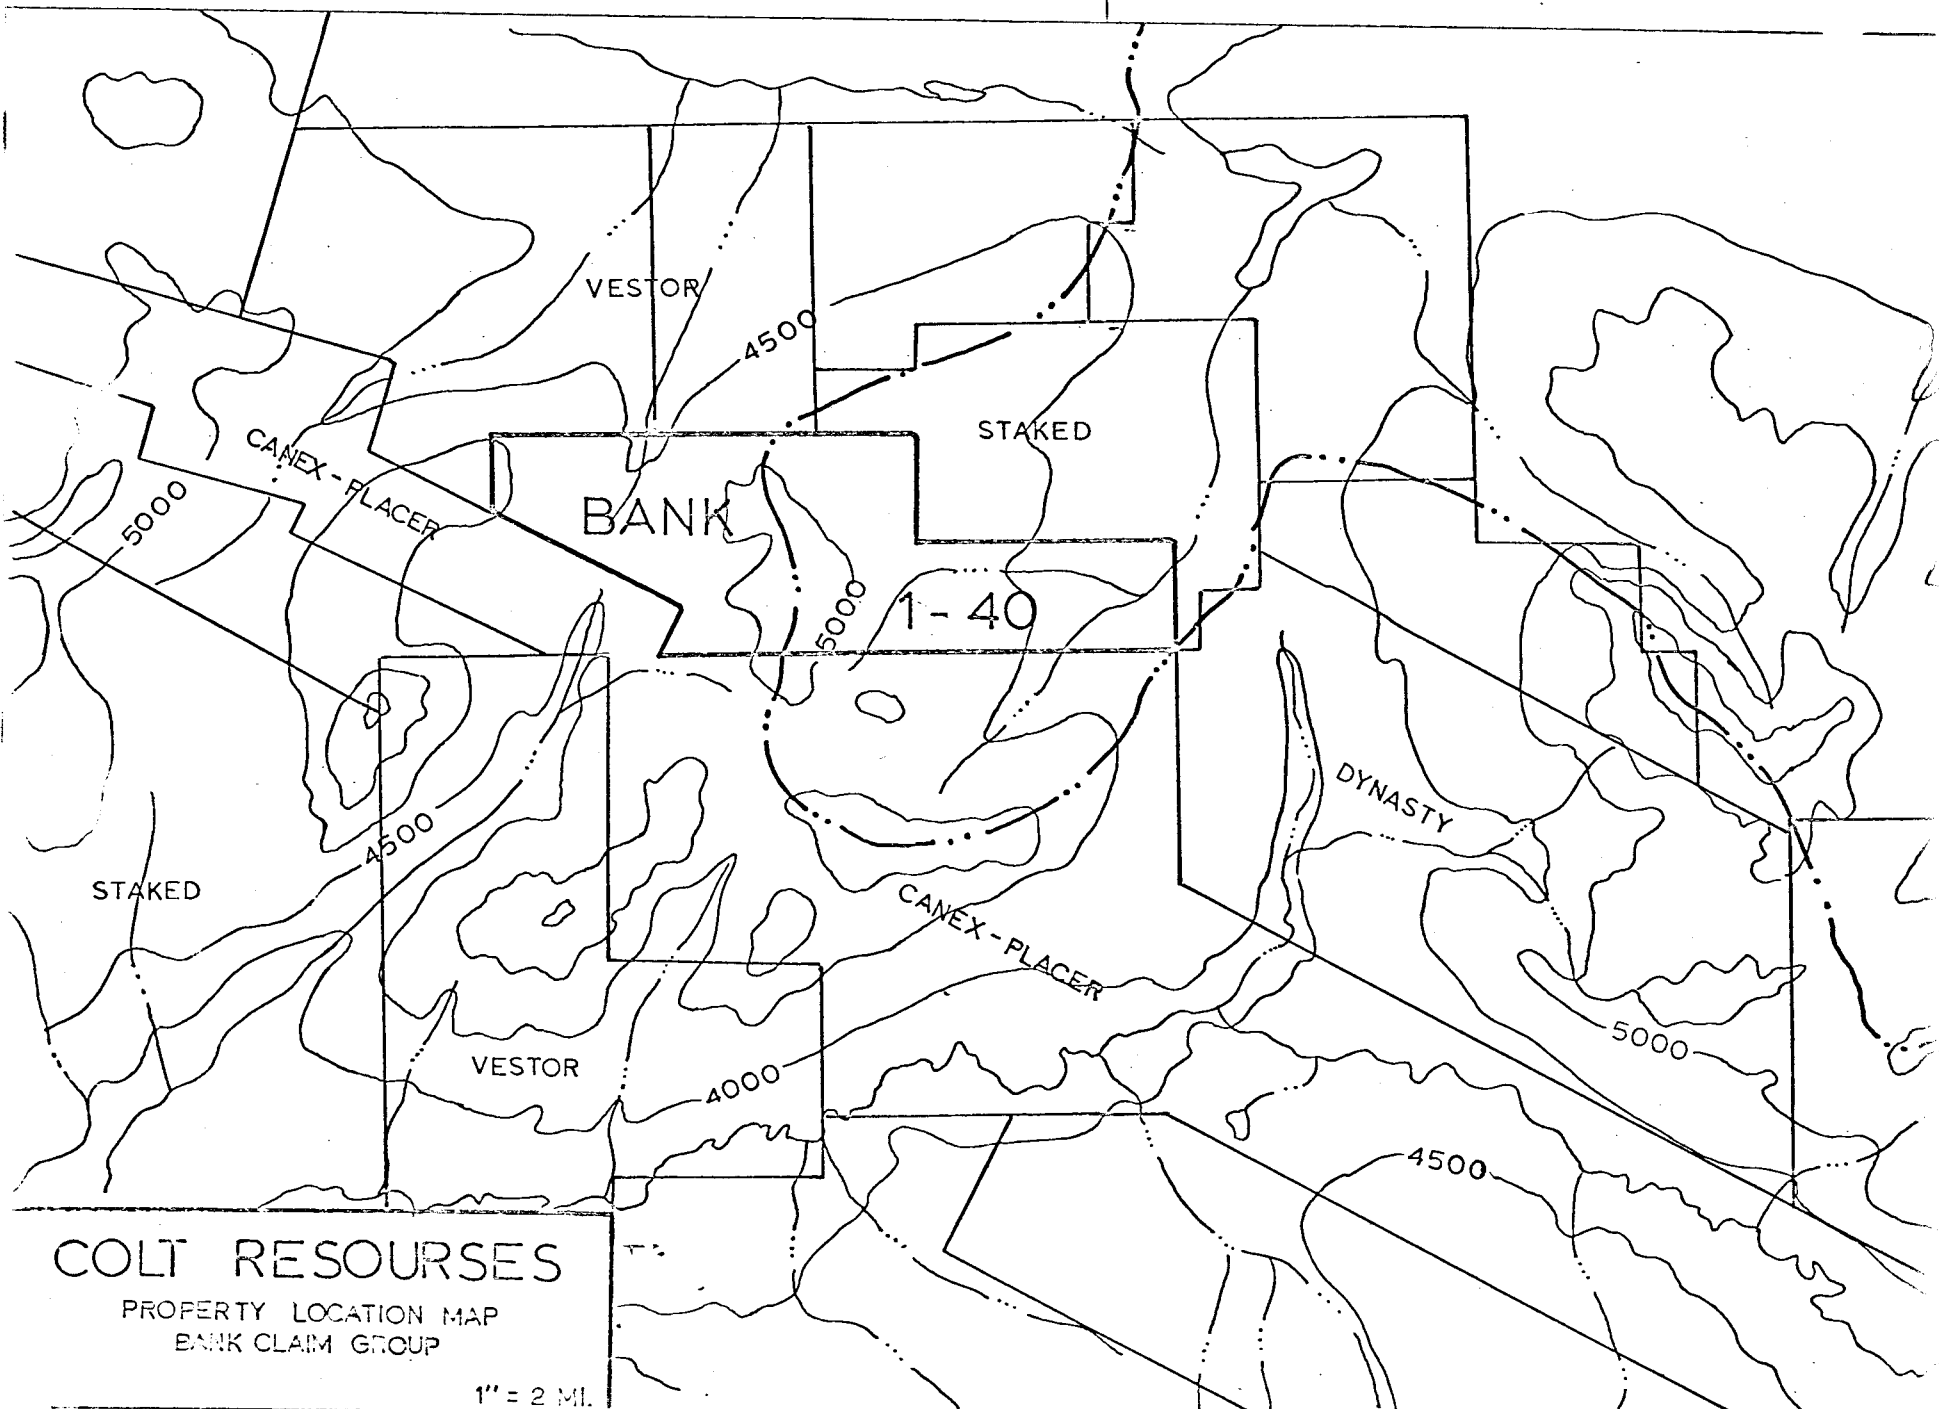 VESTOR
4500
STAKED
CANEX - PLACER
5000
BANK
5000
1-40
DYNASTY
4500
STAKED
CANEX - PLACER
5000
VESTOR
4000
4500
COLT RESOURSES
PROPERTY LOCATION MAP
BANK CLAIM GROUP
1" = 2 MI.